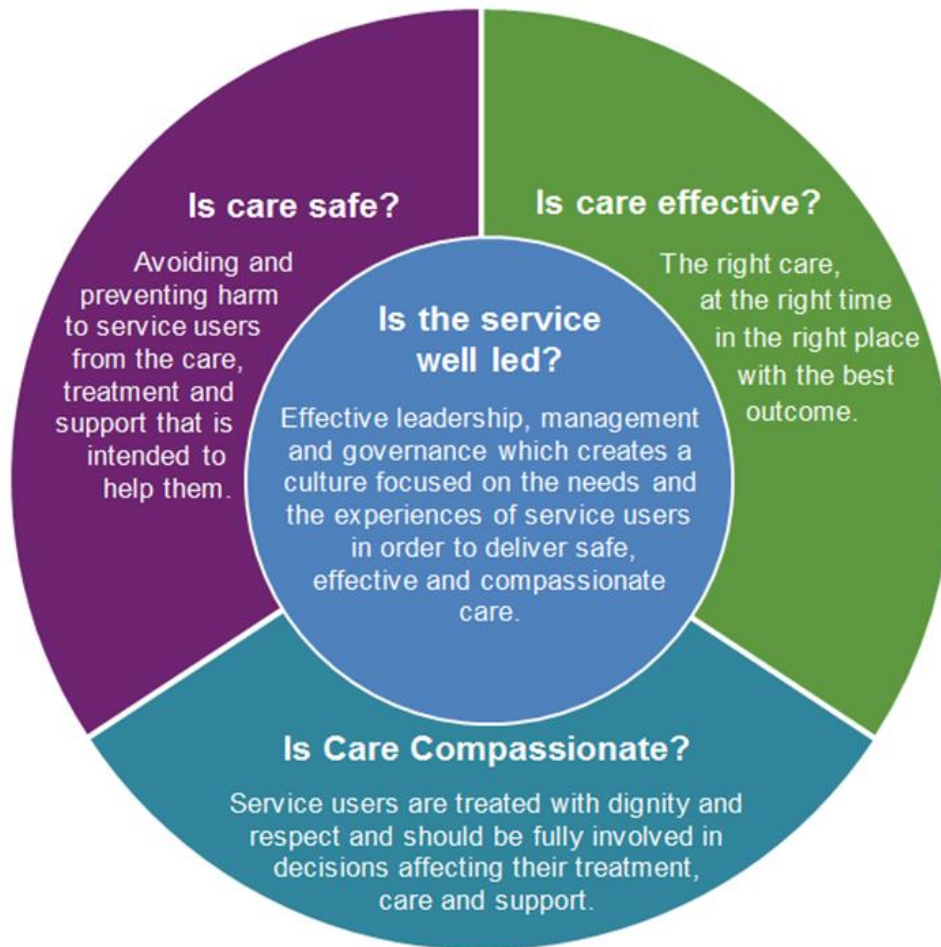 Is care safe?
Avoiding and
preventing harm
to service users
from the care,
treatment and
support that is
intended to
help them.
Is care effective?
The right care,
at the right time
in the right place
with the best
outcome.
Is the service
well led?
Effective leadership, management
and governance which creates a
culture focused on the needs and
the experiences of service users
in order to deliver safe,
effective and compassionate
care.
Is Care Compassionate?
Service users are treated with dignity and
respect and should be fully involved in
decisions affecting their treatment,
care and support.